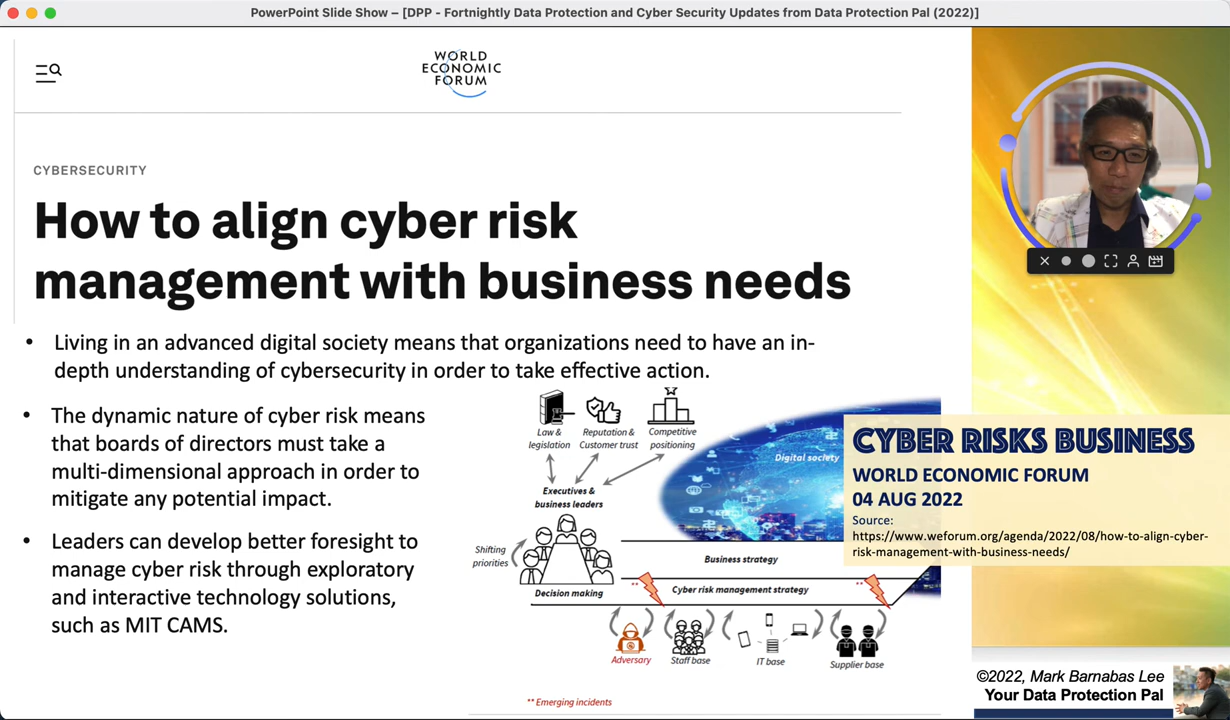 PowerPoint Slide Show – [DPP - Fortnightly Data Protection and Cyber Security Updates from Data Protection Pal (2022)]
WORLD
ECONOMIC
FORUM
CYBERSECURITY
How to align cyber risk
management with business needs
• Living in an advanced digital society means that organizations need to have an in-
depth understanding of cybersecurity in order to take effective action.
• The dynamic nature of cyber risk means
that boards of directors must take a
multi-dimensional approach in order to
mitigate any potential impact.
• Leaders can develop better foresight to
manage cyber risk through exploratory
and interactive technology solutions,
such as MIT CAMS.
Law &
legislation
Reputation &
Customer trust
Competitive
positioning
Digital society
Executives &
business leaders
Shifting
priorities
Decision making
Business strategy
**
Cyber risk management strategy
**
Adversary
Staff base
IT base
Supplier base
** Emerging incidents
CYBER RISKS BUSINESS
WORLD ECONOMIC FORUM
04 AUG 2022
Source:
https://www.weforum.org/agenda/2022/08/how-to-align-cyber-
risk-management-with-business-needs/
©2022, Mark Barnabas Lee
Your Data Protection Pal